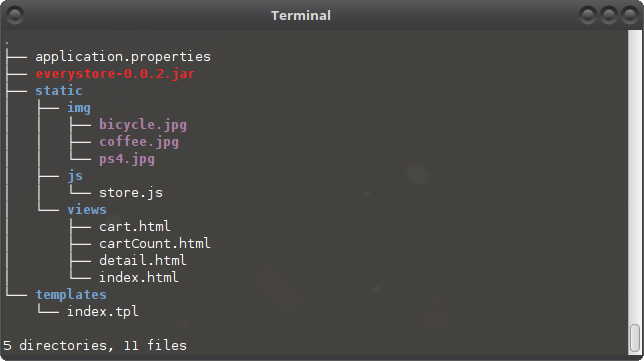 Terminal
.
├── application.properties
├── everystore-0.0.2.jar
├── static
│   ├── img
│   │   ├── bicycle.jpg
│   │   ├── coffee.jpg
│   │   └── ps4.jpg
│   ├── js
│   │   └── store.js
│   └── views
│       ├── cart.html
│       ├── cartCount.html
│       ├── detail.html
│       └── index.html
└── templates
    └── index.tpl

5 directories, 11 files